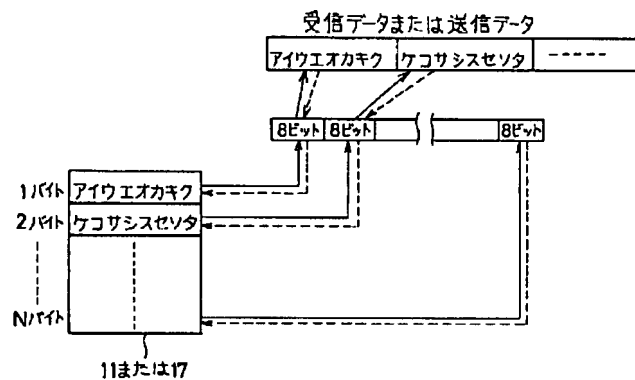 受信データまたは送信データ
アイウエオカキク ケコサシスセソタ
8ビット 8ビット 8ビット
1バイト アイウエオカキク
2バイト ケコサシスセソタ
Nバイト
11または17